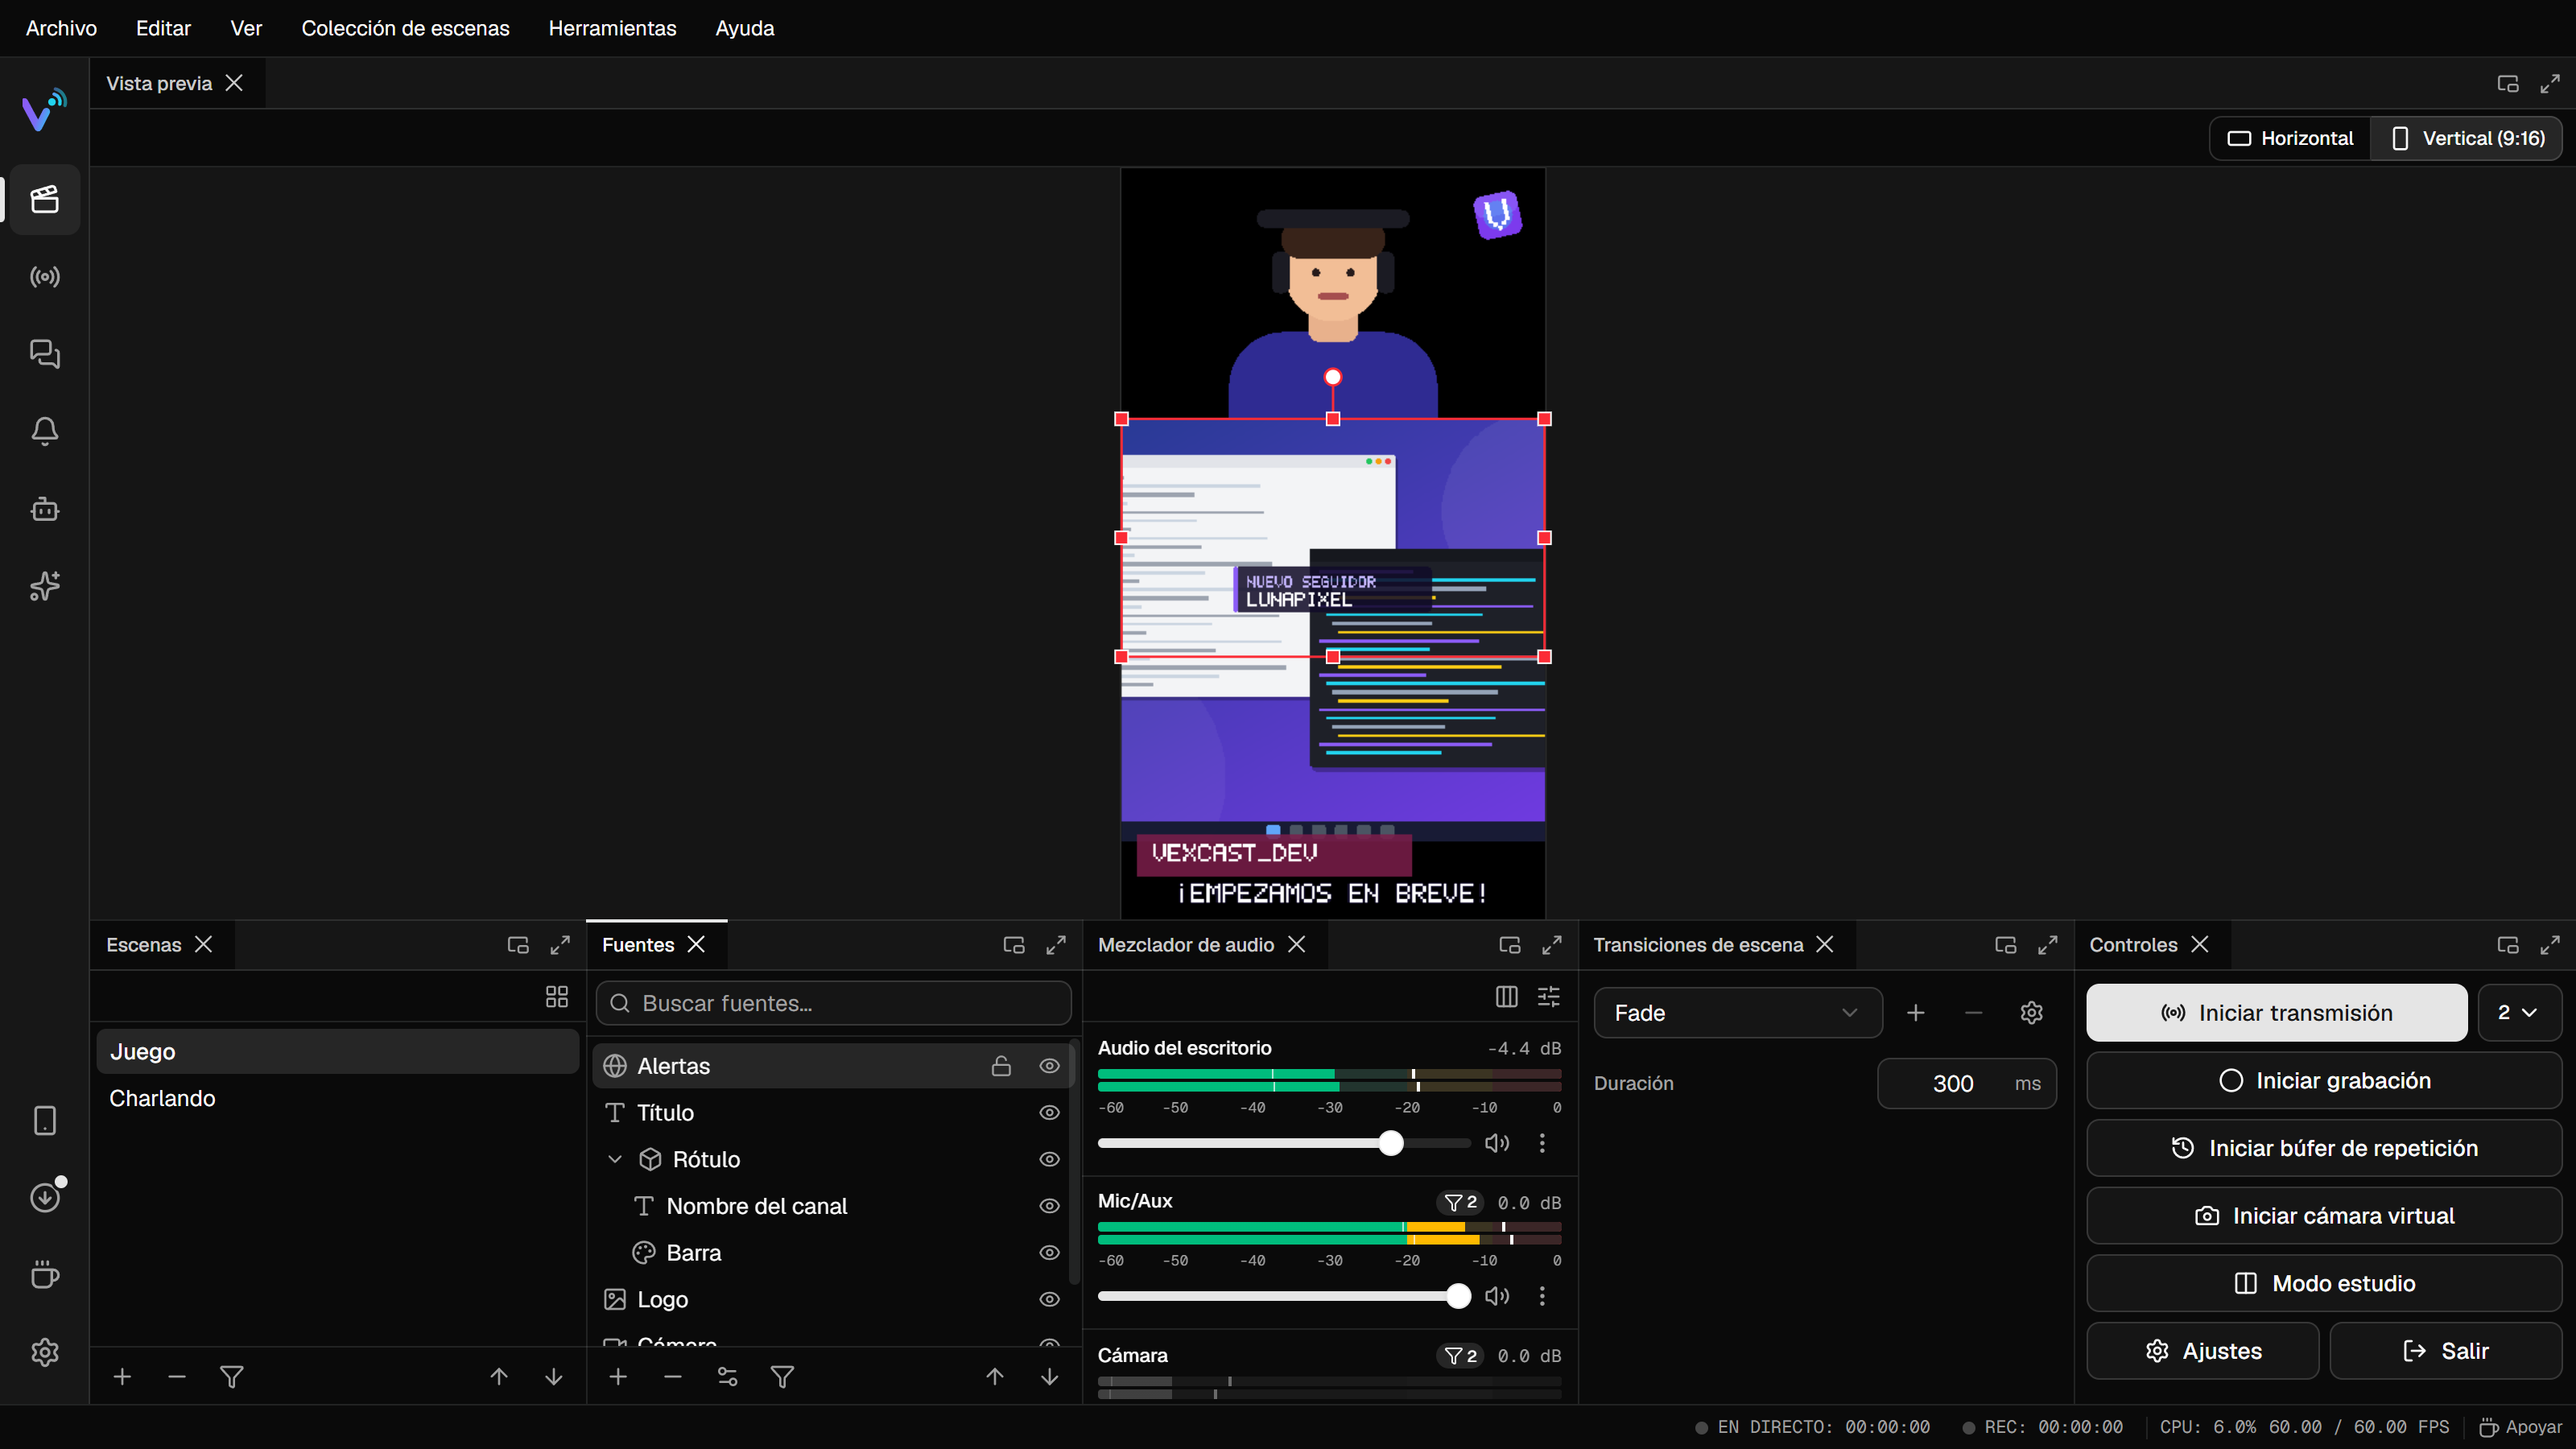 Archivo Editar Ver Colección de escenas Herramientas Ayuda
Vista previa
Horizontal Vertical (9:16)
NUEVO SEGUIDOR
LUNAPIXEL
VEXCAST_DEV
¡EMPEZAMOS EN BREVE!
Escenas
Juego
Charlando
Fuentes
Buscar fuentes...
Alertas
Título
Rótulo
Nombre del canal
Barra
Logo
Cámara
Mezclador de audio
Audio del escritorio -4.4 dB
-60 -50 -40 -30 -20 -10 0
Mic/Aux 2 0.0 dB
-60 -50 -40 -30 -20 -10 0
Cámara 2 0.0 dB
Transiciones de escena
Fade
Duración 300 ms
Controles
Iniciar transmisión 2
Iniciar grabación
Iniciar búfer de repetición
Iniciar cámara virtual
Modo estudio
Ajustes Salir
EN DIRECTO: 00:00:00 REC: 00:00:00 CPU: 6.0% 60.00 / 60.00 FPS Apoyar